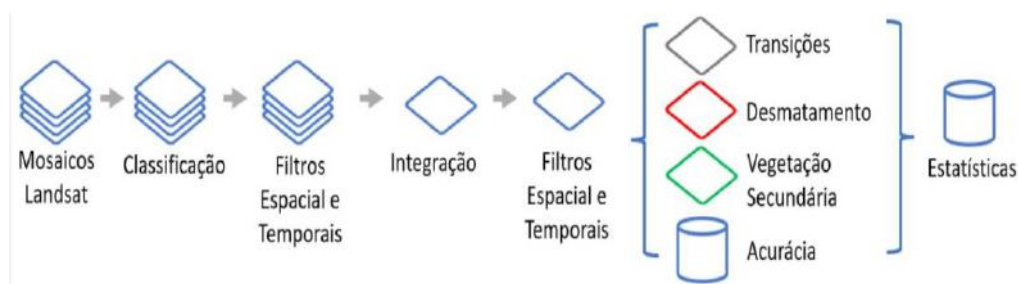 Mosaicos
Landsat
Classificação
Filtros
Espacial e
Temporais
Integração
Filtros
Espacial e
Temporais
Transições
Desmatamento
Vegetação
Secundária
Acurácia
Estatísticas